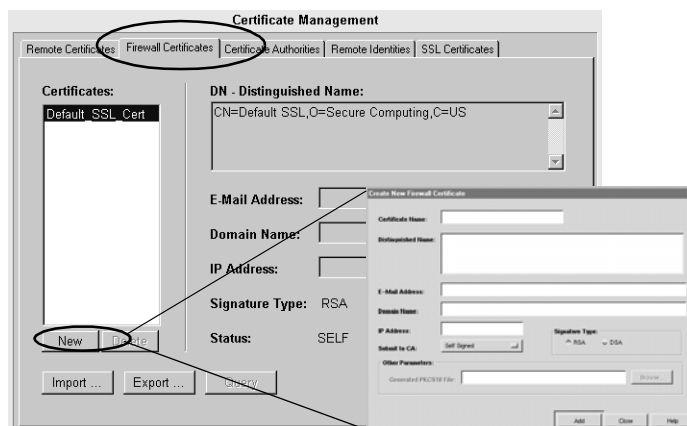 Certificate Management
Remote Certificates Firewall Certificates Certificate Authorities Remote Identities SSL Certificates
Certificates:
Default_SSL_Cert
DN - Distinguished Name:
CN=Default SSL,O=Secure Computing,C=US
E-Mail Address:
Domain Name:
IP Address:
Signature Type: RSA
Status: SELF
New Delete
Import ... Export ... Query
Create New Firewall Certificate
Certificate Name:
Distinguished Name:
E-Mail Address:
Domain Name:
IP Address:
Signature Type:
RSA DSA
Submit to CA: Self Signed
Other Parameters:
Generated PKCS10 File: Browse...
Add Close Help